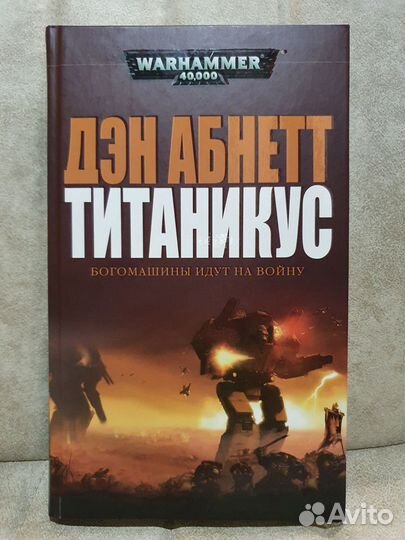 WARHAMMER
40,000
ДЭН АБНЕТТ
ТИТАНИКУС
БОГОМАШИНЫ ИДУТ НА ВОЙНУ
Avito